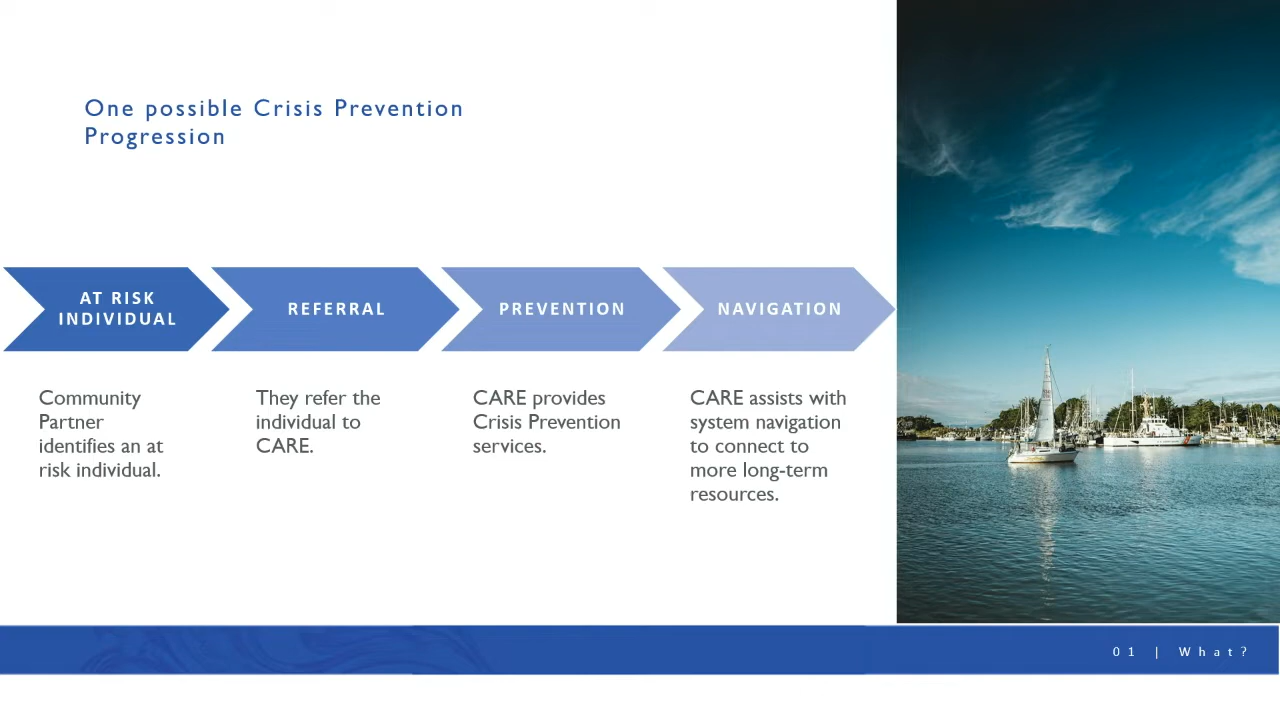 One possible Crisis Prevention
Progression
AT RISK
INDIVIDUAL
REFERRAL
PREVENTION
NAVIGATION
Community
Partner
identifies an at
risk individual.
They refer the
individual to
CARE.
CARE provides
Crisis Prevention
services.
CARE assists with
system navigation
to connect to
more long-term
resources.
01 | What?